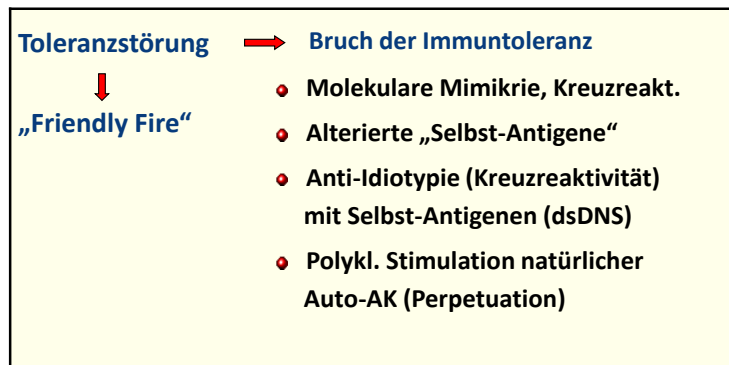 Toleranzstörung
„Friendly Fire“
Bruch der Immuntoleranz
Molekulare Mimikrie, Kreuzreakt.
Alterierte „Selbst-Antigene“
Anti-Idiotypie (Kreuzreaktivität)
mit Selbst-Antigenen (dsDNS)
Polykl. Stimulation natürlicher
Auto-AK (Perpetuation)